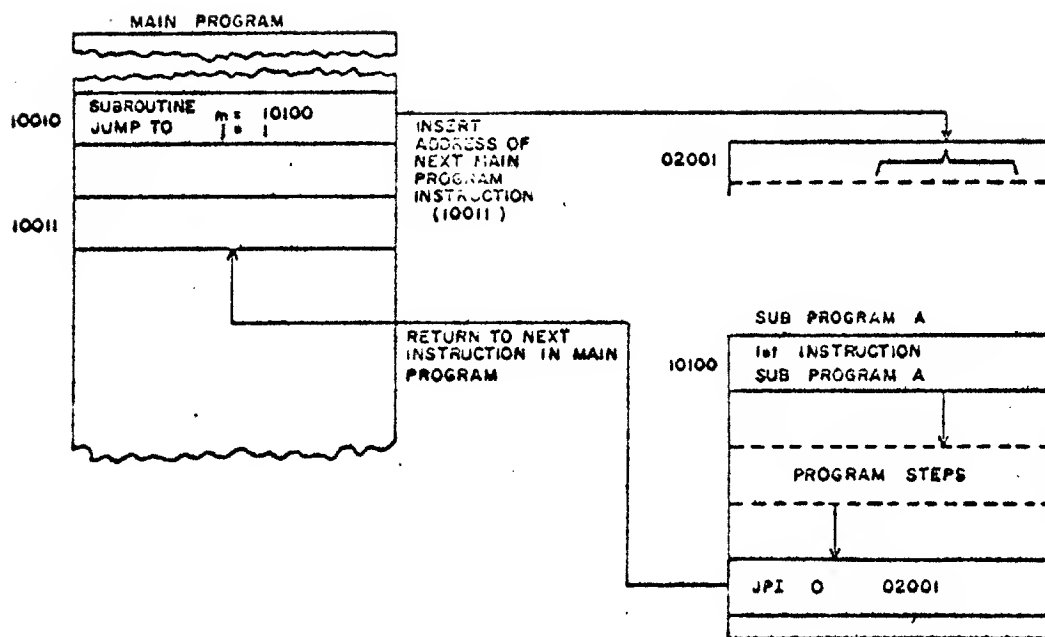 MAIN PROGRAM
10010
SUBROUTINE m = 10100
JUMP TO j = 1
INSERT
ADDRESS OF
NEXT MAIN
PROGRAM
INSTRUCTION
(10011)
02001
10011
RETURN TO NEXT
INSTRUCTION IN MAIN
PROGRAM
SUB PROGRAM A
10100
1st INSTRUCTION
SUB PROGRAM A
PROGRAM STEPS
JPI 0 02001